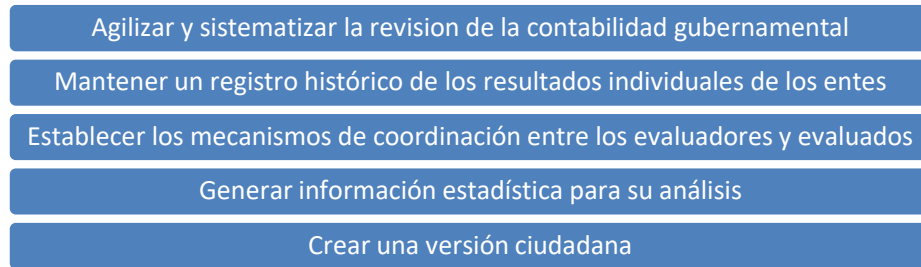 Agilizar y sistematizar la revision de la contabilidad gubernamental
Mantener un registro histórico de los resultados individuales de los entes
Establecer los mecanismos de coordinación entre los evaluadores y evaluados
Generar información estadística para su análisis
Crear una versión ciudadana